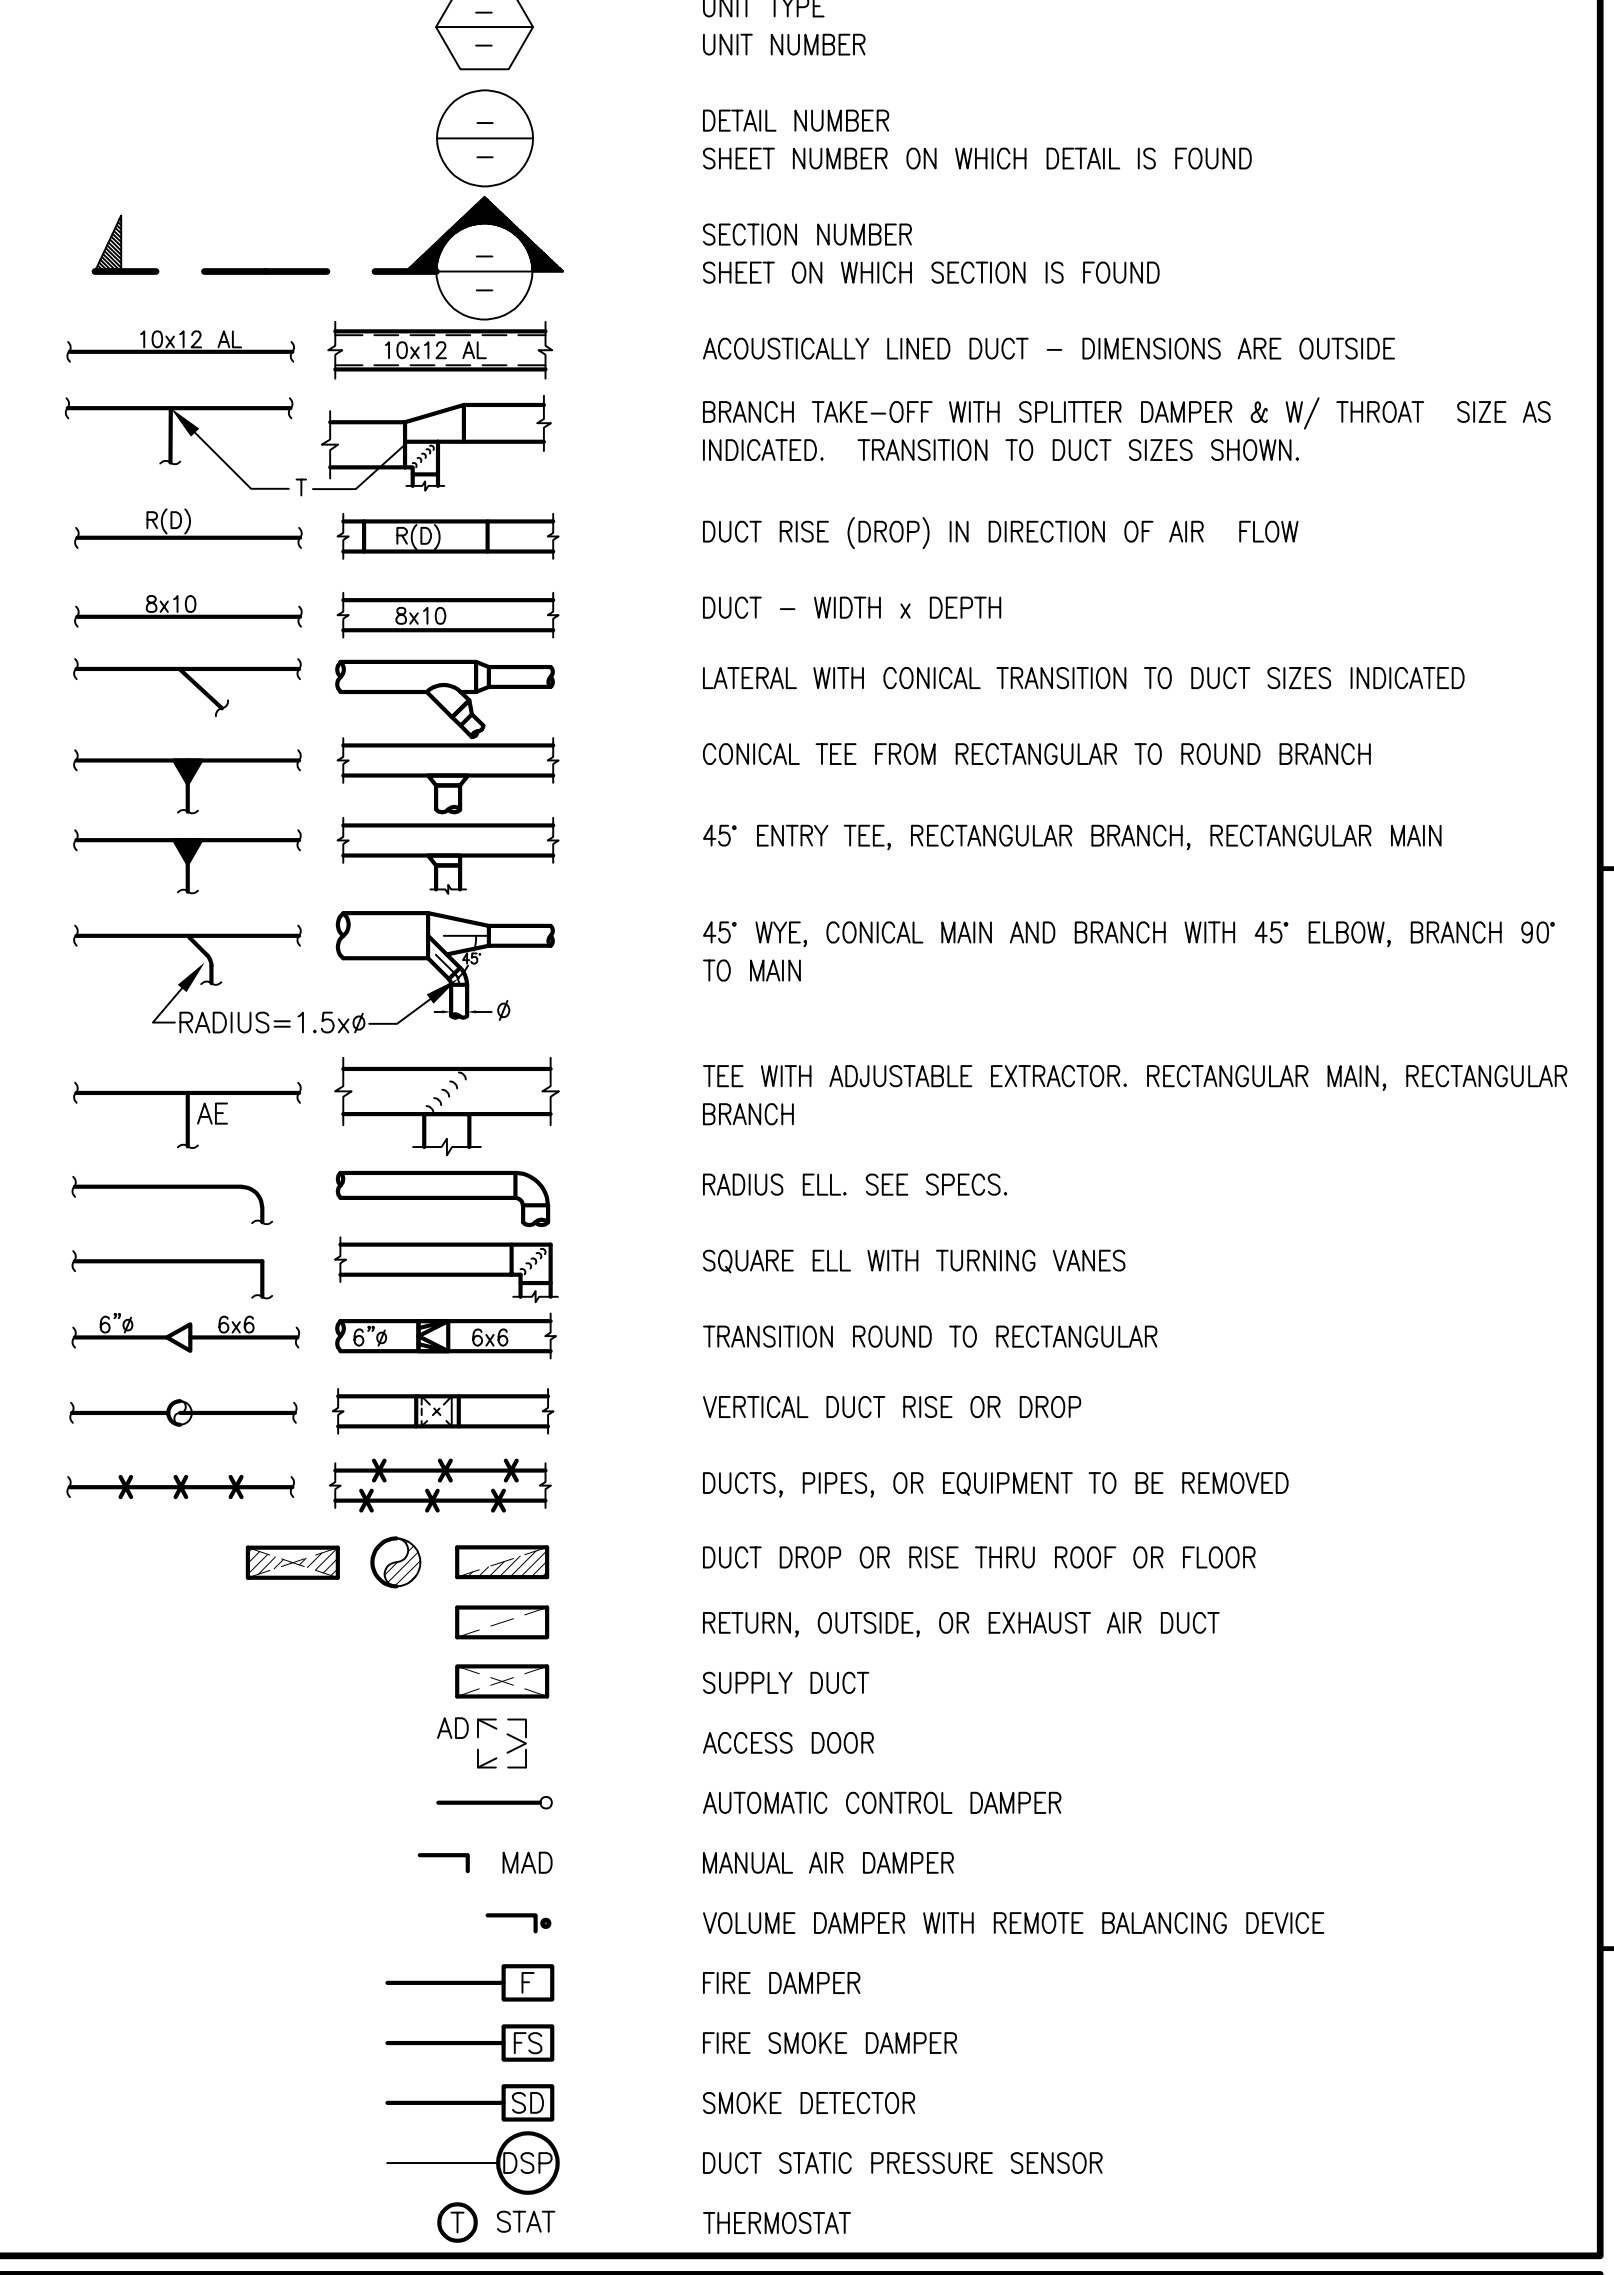 UNIT TYPE
UNIT NUMBER
DETAIL NUMBER
SHEET NUMBER ON WHICH DETAIL IS FOUND
SECTION NUMBER
SHEET ON WHICH SECTION IS FOUND
10x12 AL 10x12 AL ACOUSTICALLY LINED DUCT – DIMENSIONS ARE OUTSIDE
BRANCH TAKE–OFF WITH SPLITTER DAMPER & W/ THROAT SIZE AS
INDICATED. TRANSITION TO DUCT SIZES SHOWN.
T
R(D) R(D) DUCT RISE (DROP) IN DIRECTION OF AIR FLOW
8x10 8x10 DUCT – WIDTH x DEPTH
LATERAL WITH CONICAL TRANSITION TO DUCT SIZES INDICATED
CONICAL TEE FROM RECTANGULAR TO ROUND BRANCH
45° ENTRY TEE, RECTANGULAR BRANCH, RECTANGULAR MAIN
45° WYE, CONICAL MAIN AND BRANCH WITH 45° ELBOW, BRANCH 90°
45° TO MAIN
RADIUS=1.5xø ø
TEE WITH ADJUSTABLE EXTRACTOR. RECTANGULAR MAIN, RECTANGULAR
AE BRANCH
RADIUS ELL. SEE SPECS.
SQUARE ELL WITH TURNING VANES
6"ø 6x6 6"ø 6x6 TRANSITION ROUND TO RECTANGULAR
VERTICAL DUCT RISE OR DROP
DUCTS, PIPES, OR EQUIPMENT TO BE REMOVED
DUCT DROP OR RISE THRU ROOF OR FLOOR
RETURN, OUTSIDE, OR EXHAUST AIR DUCT
SUPPLY DUCT
AD ACCESS DOOR
AUTOMATIC CONTROL DAMPER
MAD MANUAL AIR DAMPER
VOLUME DAMPER WITH REMOTE BALANCING DEVICE
F FIRE DAMPER
FS FIRE SMOKE DAMPER
SD SMOKE DETECTOR
DSP DUCT STATIC PRESSURE SENSOR
T STAT THERMOSTAT